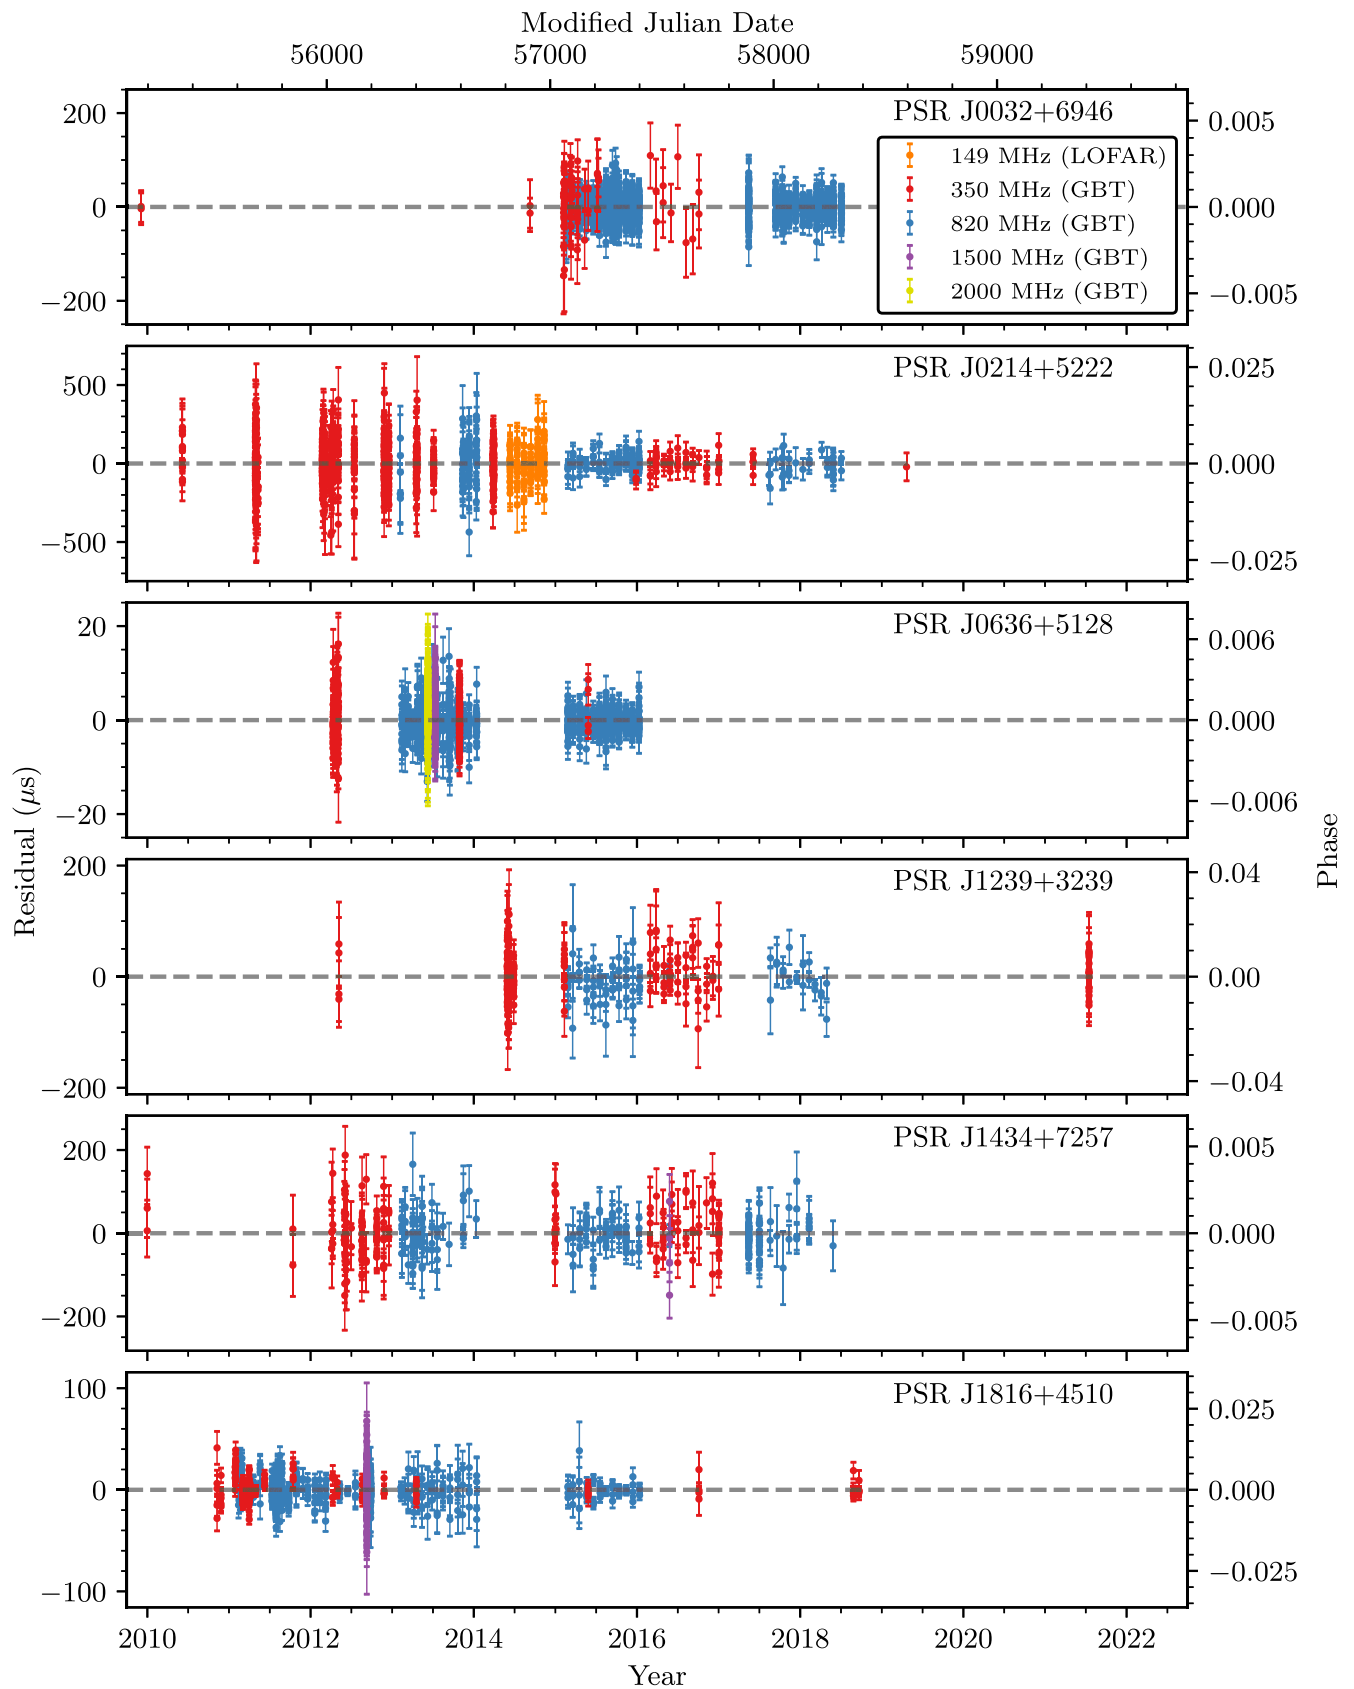 Modified Julian Date
56000 57000 58000 59000
PSR J0032+6946
200
0
−200
0.005
0.000
−0.005
149 MHz (LOFAR)
350 MHz (GBT)
820 MHz (GBT)
1500 MHz (GBT)
2000 MHz (GBT)
PSR J0214+5222
500
0
−500
0.025
0.000
−0.025
PSR J0636+5128
20
0
−20
0.006
0.000
−0.006
Residual (μs)
Phase
PSR J1239+3239
200
0
−200
0.04
0.00
−0.04
PSR J1434+7257
200
0
−200
0.005
0.000
−0.005
PSR J1816+4510
100
0
−100
0.025
0.000
−0.025
2010 2012 2014 2016 2018 2020 2022
Year